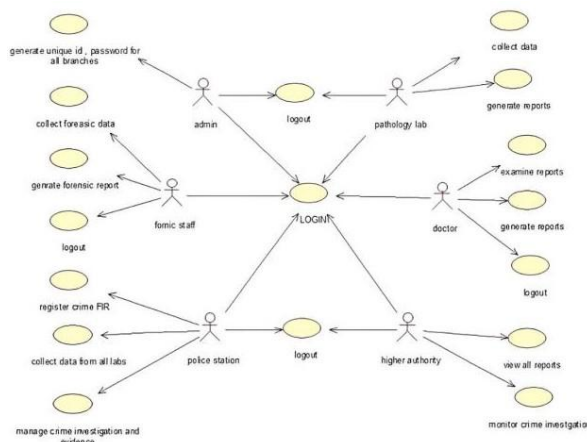 collect data
generate unique id , password for
all branches
generate reports
logout
admin
pathology lab
collect foreasic data
examine reports
genrate forensic report
generate reports
fornic staff
LOGIN
doctor
logout
logout
register crime FIR
collect data from all labs
police station
logout
higher authority
view all reports
manage crime investigation and
evidence
monitor crime investgation